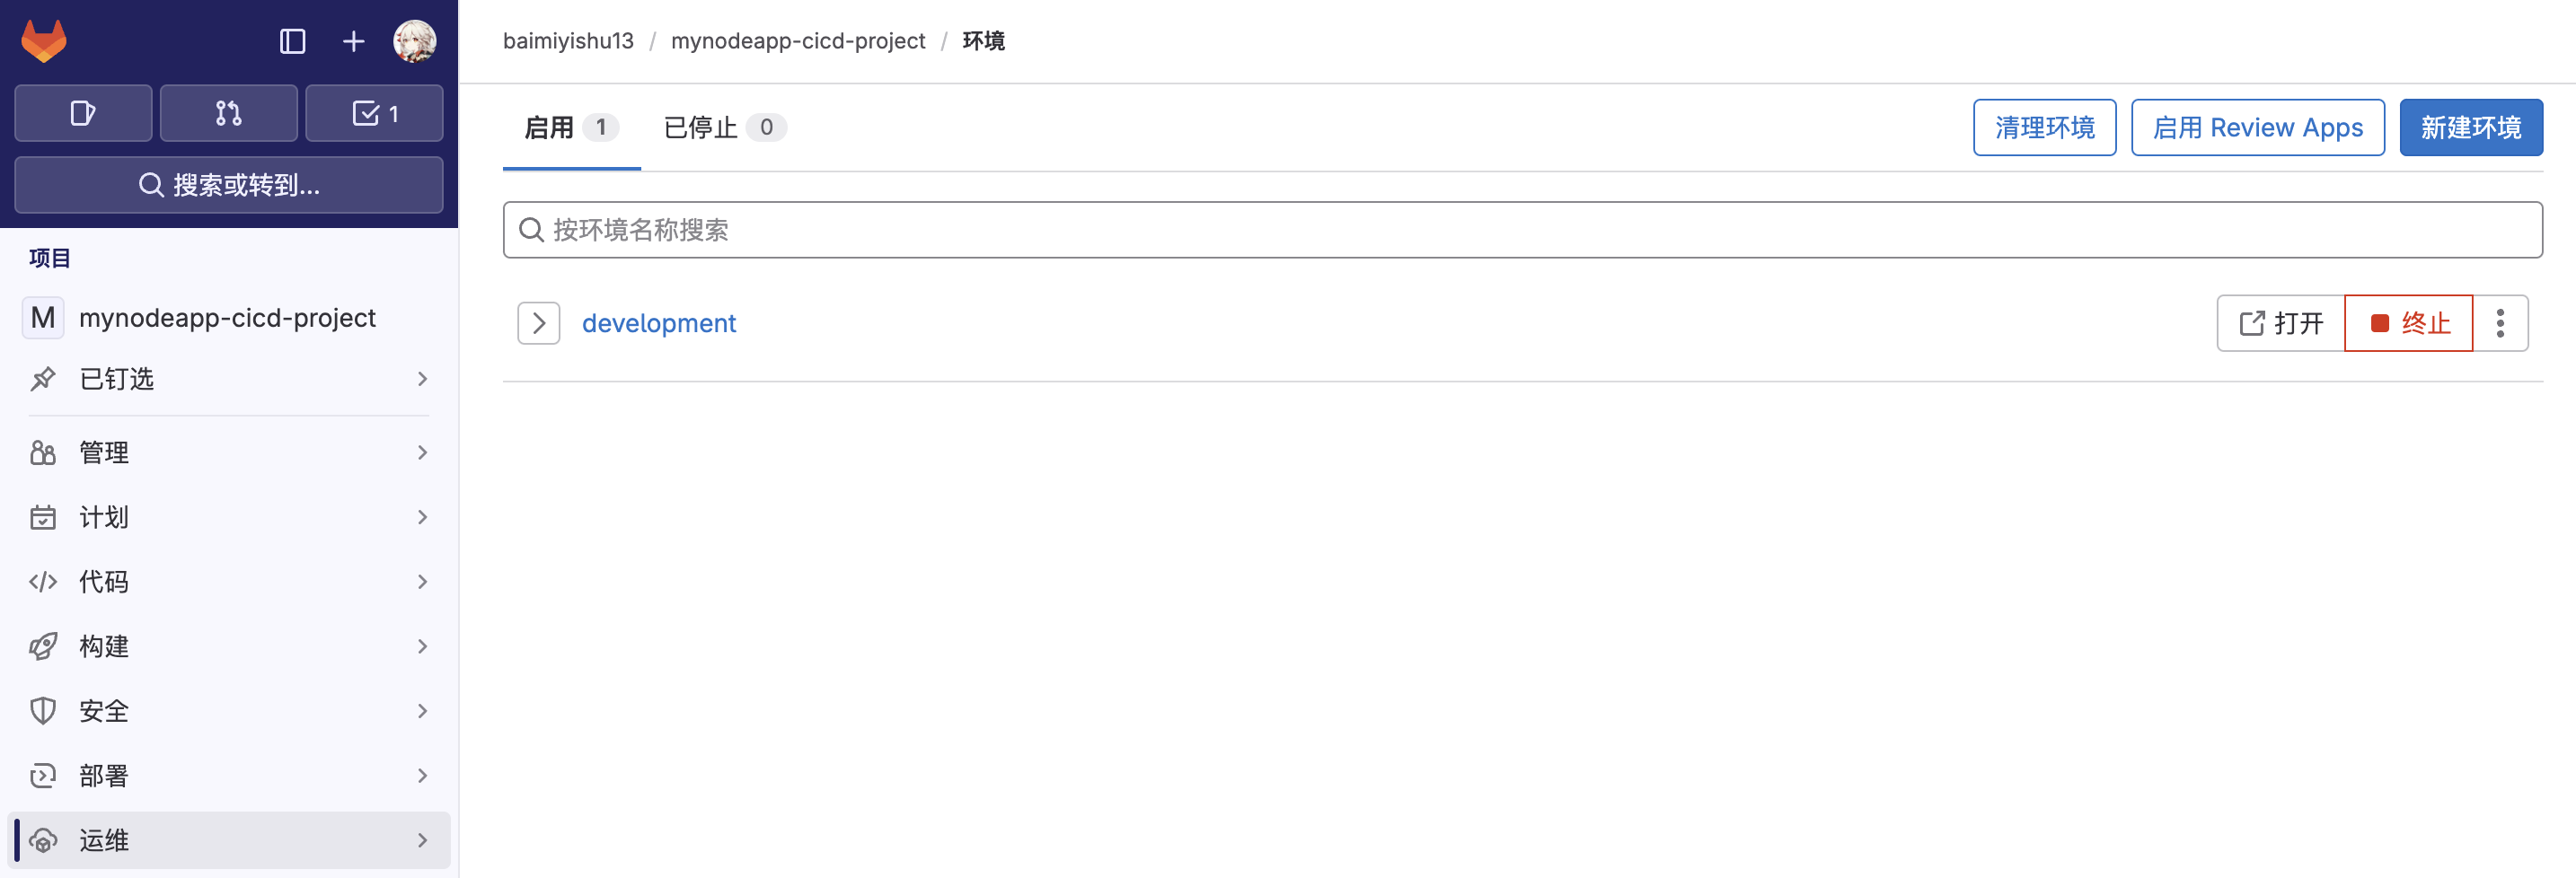 1
搜索或转到...
项目
M mynodeapp-cicd-project
已钉选
管理
计划
代码
构建
安全
部署
运维
baimiyishu13 / mynodeapp-cicd-project / 环境
启用 1 已停止 0 清理环境 启用 Review Apps 新建环境
按环境名称搜索
development 打开 终止